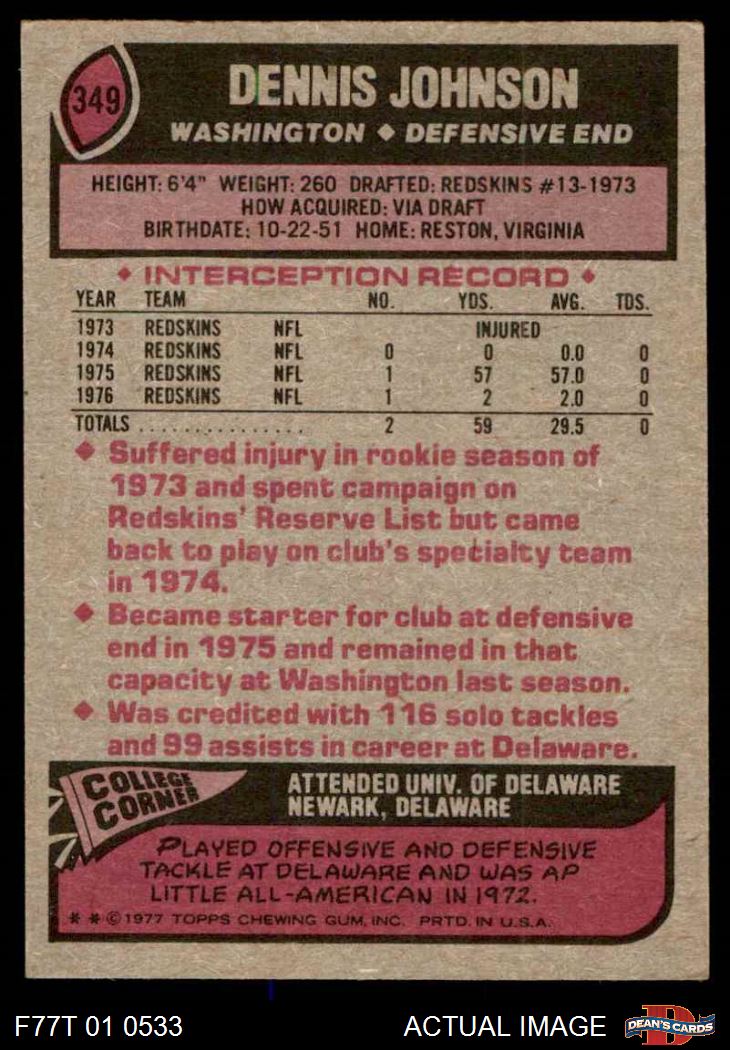 349
DENNIS JOHNSON
WASHINGTON ◆ DEFENSIVE END
HEIGHT: 6'4" WEIGHT: 260 DRAFTED: REDSKINS #13-1973
HOW ACQUIRED: VIA DRAFT
BIRTHDATE: 10-22-51 HOME: RESTON, VIRGINIA
◆ INTERCEPTION RECORD ◆
YEAR TEAM NO. YDS. AVG. TDS.
1973 REDSKINS NFL INJURED
1974 REDSKINS NFL 0 0 0.0 0
1975 REDSKINS NFL 1 57 57.0 0
1976 REDSKINS NFL 1 2 2.0 0
TOTALS . . . . . . . . . . . . . . . 2 59 29.5 0
◆ Suffered injury in rookie season of
1973 and spent campaign on
Redskins' Reserve List but came
back to play on club's specialty team
in 1974.
◆ Became starter for club at defensive
end in 1975 and remained in that
capacity at Washington last season.
◆ Was credited with 116 solo tackles
and 99 assists in career at Delaware.
COLLEGE
CORNER
ATTENDED UNIV. OF DELAWARE
NEWARK, DELAWARE
PLAYED OFFENSIVE AND DEFENSIVE
TACKLE AT DELAWARE AND WAS AP
LITTLE ALL-AMERICAN IN 1972.
* * © 1977 TOPPS CHEWING GUM, INC. PRTD. IN U.S.A.
F77T 01 0533 ACTUAL IMAGE
D
DEAN'S CARDS